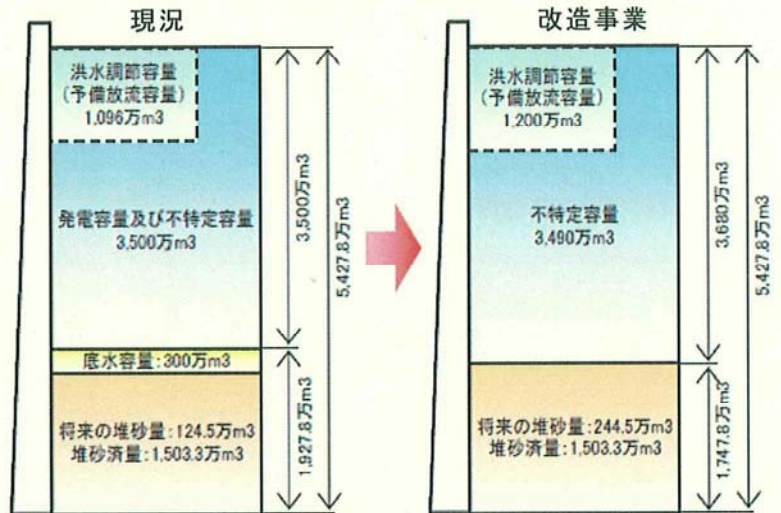 現況
洪水調節容量
(予備放流容量)
1,096万m3
発電容量及び不特定容量
3,500万m3
底水容量:300万m3
将来の堆砂量:124.5万m3
堆砂済量:1,503.3万m3
3,500万m3
1,927.8万m3
5,427.8万m3
改造事業
洪水調節容量
(予備放流容量)
1,200万m3
不特定容量
3,490万m3
将来の堆砂量:244.5万m3
堆砂済量:1,503.3万m3
3,680万m3
1,747.8万m3
5,427.8万m3